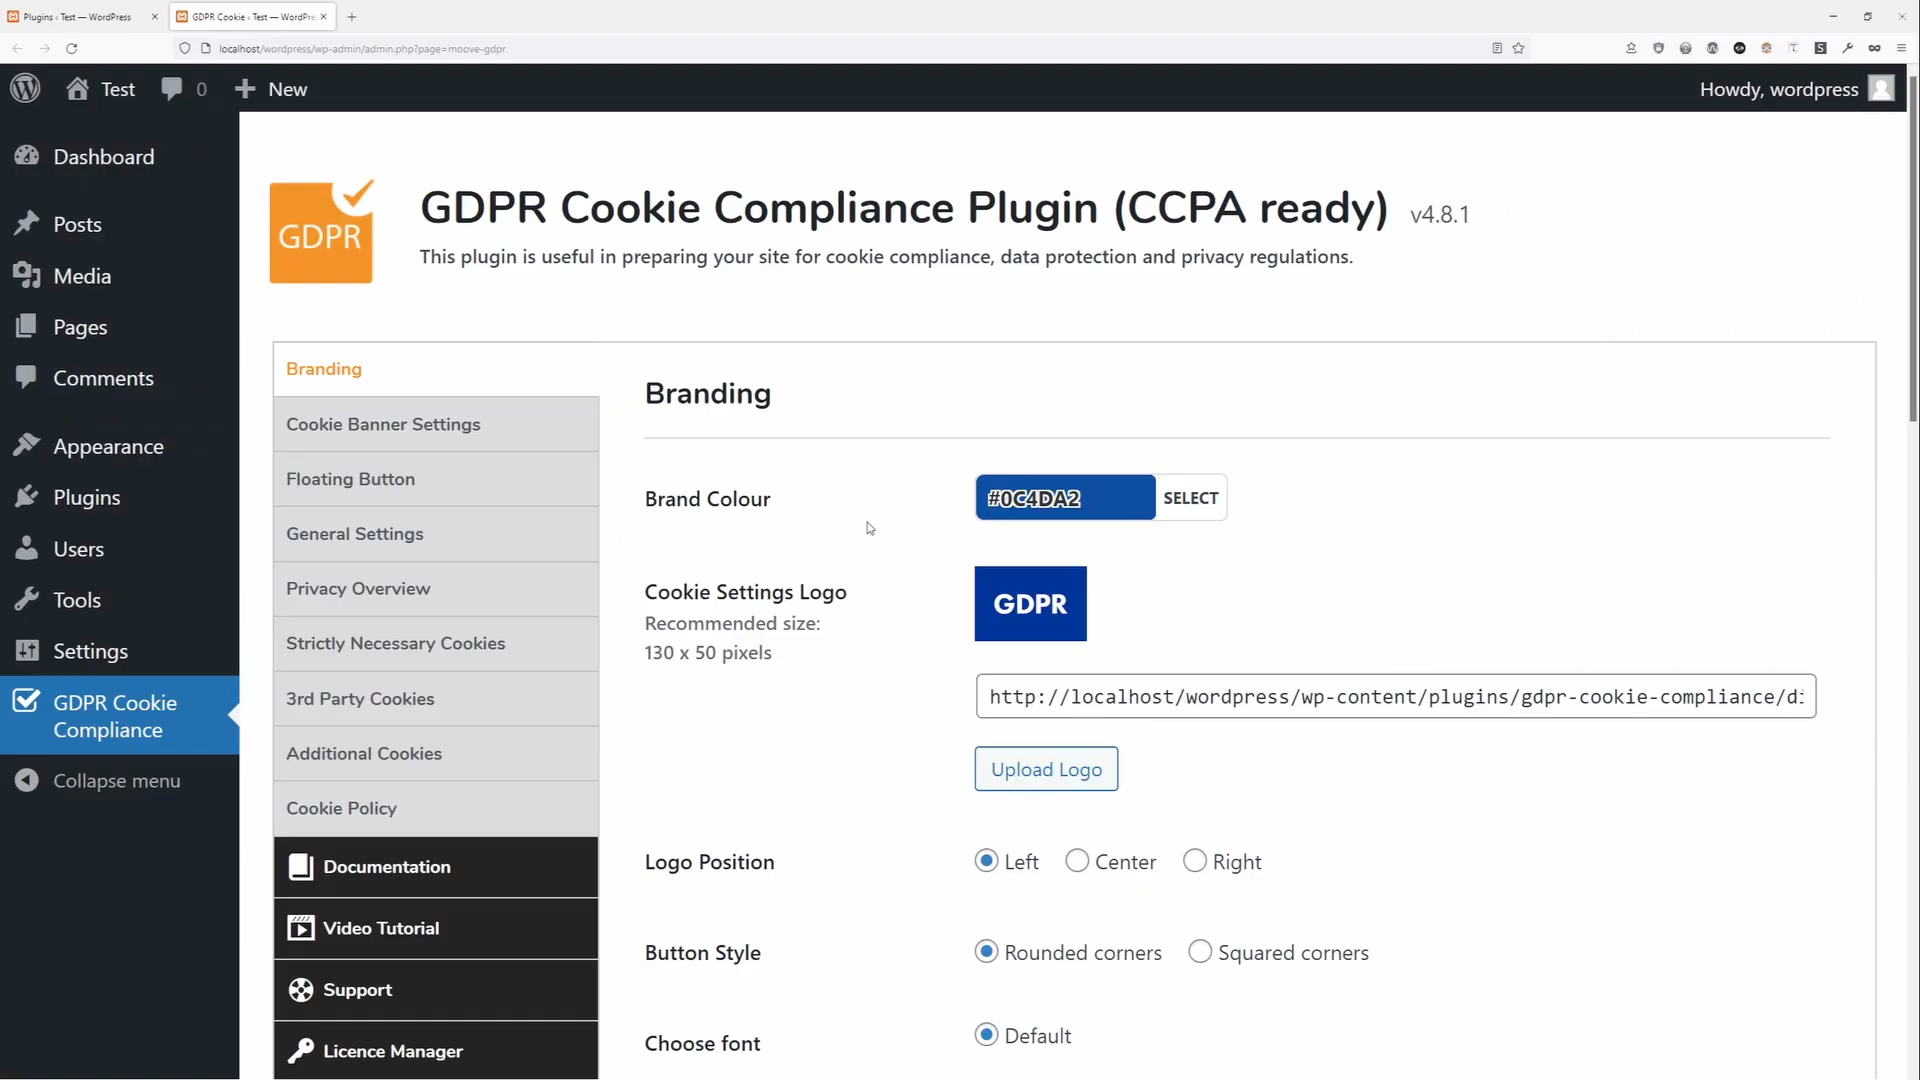 Plugins ‹ Test — WordPress
GDPR Cookie ‹ Test — WordPre
localhost/wordpress/wp-admin/admin.php?page=moove-gdpr
Test
0
New
Howdy, wordpress
Dashboard
Posts
Media
Pages
Comments
Appearance
Plugins
Users
Tools
Settings
GDPR Cookie
Compliance
Collapse menu
GDPR
GDPR Cookie Compliance Plugin (CCPA ready) v4.8.1
This plugin is useful in preparing your site for cookie compliance, data protection and privacy regulations.
Branding
Cookie Banner Settings
Floating Button
General Settings
Privacy Overview
Strictly Necessary Cookies
3rd Party Cookies
Additional Cookies
Cookie Policy
Documentation
Video Tutorial
Support
Licence Manager
Branding
Brand Colour
#0C4DA2
SELECT
Cookie Settings Logo
Recommended size:
130 x 50 pixels
GDPR
http://localhost/wordpress/wp-content/plugins/gdpr-cookie-compliance/di
Upload Logo
Logo Position
Left
Center
Right
Button Style
Rounded corners
Squared corners
Choose font
Default